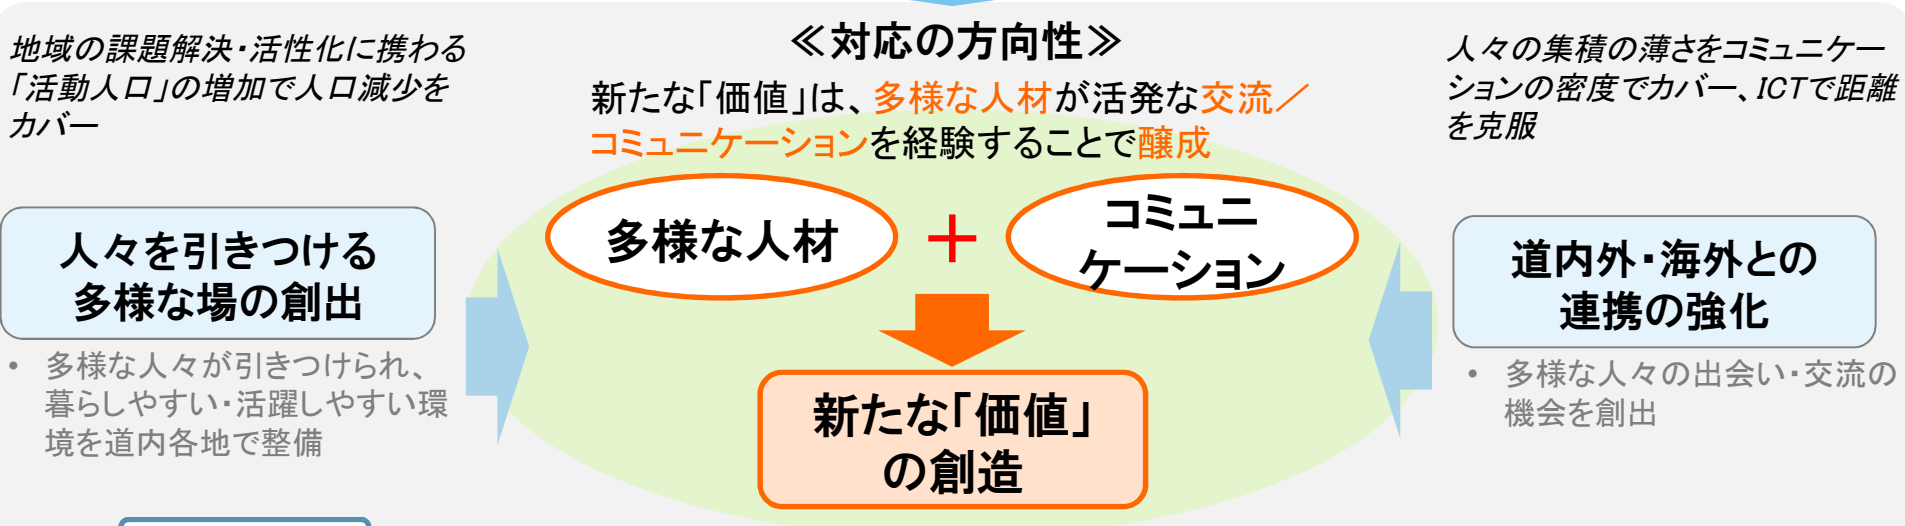 ≪対応の方向性≫
新たな「価値」は、多様な人材が活発な交流／
コミュニケーションを経験することで醸成
地域の課題解決・活性化に携わる
「活動人口」の増加で人口減少を
カバー
人々を引きつける
多様な場の創出
• 多様な人々が引きつけられ、
暮らしやすい・活躍しやすい環
境を道内各地で整備
多様な人材
＋
コミュニ
ケーション
新たな「価値」
の創造
人々の集積の薄さをコミュニケー
ションの密度でカバー、ICTで距離
を克服
道内外・海外との
連携の強化
• 多様な人々の出会い・交流の
機会を創出